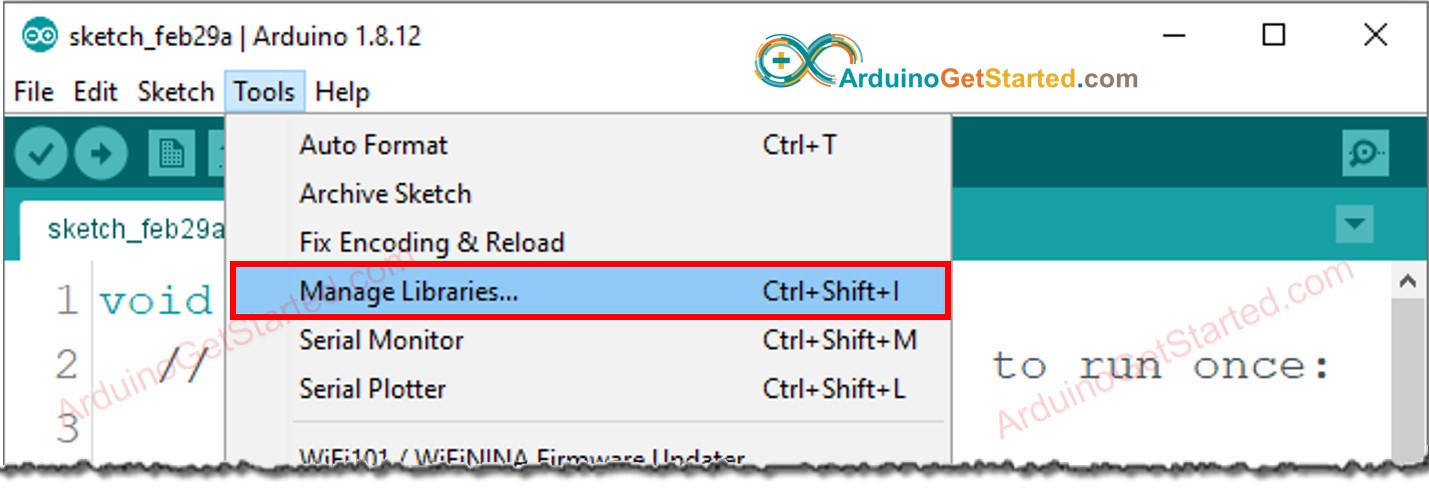 sketch_feb29a | Arduino 1.8.12
ArduinoGetStarted.com
File Edit Sketch Tools Help
Auto Format Ctrl+T
Archive Sketch
sketch_feb29a
Fix Encoding & Reload
1 void
Manage Libraries... Ctrl+Shift+I
2 // to run once:
Serial Monitor Ctrl+Shift+M
Serial Plotter Ctrl+Shift+L
3
WiFi101 / WiFiNINA Firmware Updater
ArduinoGetStarted.com
ArduinoGetStarted.com